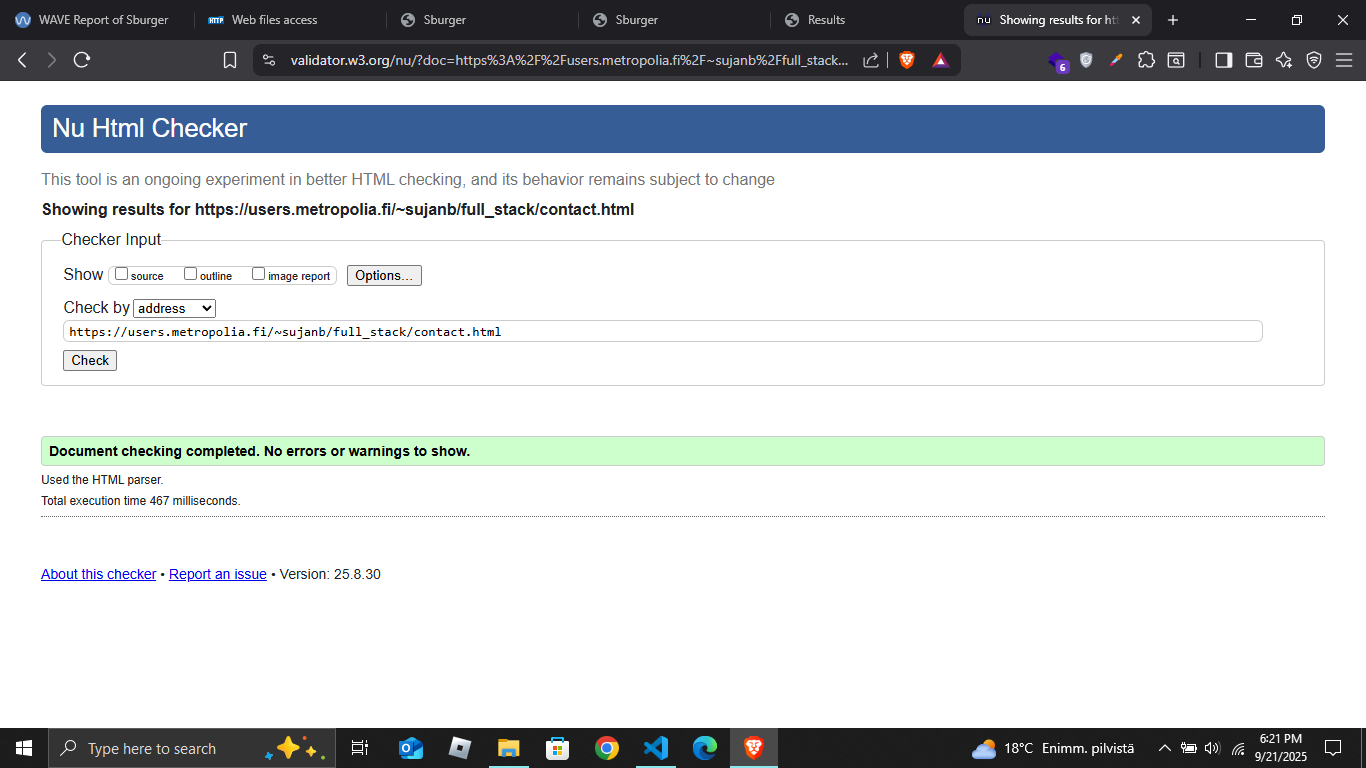 WAVE Report of Sburger
HTTP Web files access
Sburger
Sburger
Results
nu Showing results for htt
validator.w3.org/nu/?doc=https%3A%2F%2Fusers.metropolia.fi%2F~sujanb%2Ffull_stack...
6
Nu Html Checker
This tool is an ongoing experiment in better HTML checking, and its behavior remains subject to change
Showing results for https://users.metropolia.fi/~sujanb/full_stack/contact.html
Checker Input
Show source outline image report Options...
Check by address
https://users.metropolia.fi/~sujanb/full_stack/contact.html
Check
Document checking completed. No errors or warnings to show.
Used the HTML parser.
Total execution time 467 milliseconds.
About this checker • Report an issue • Version: 25.8.30
Type here to search
18°C Enimm. pilvistä
6:21 PM
9/21/2025